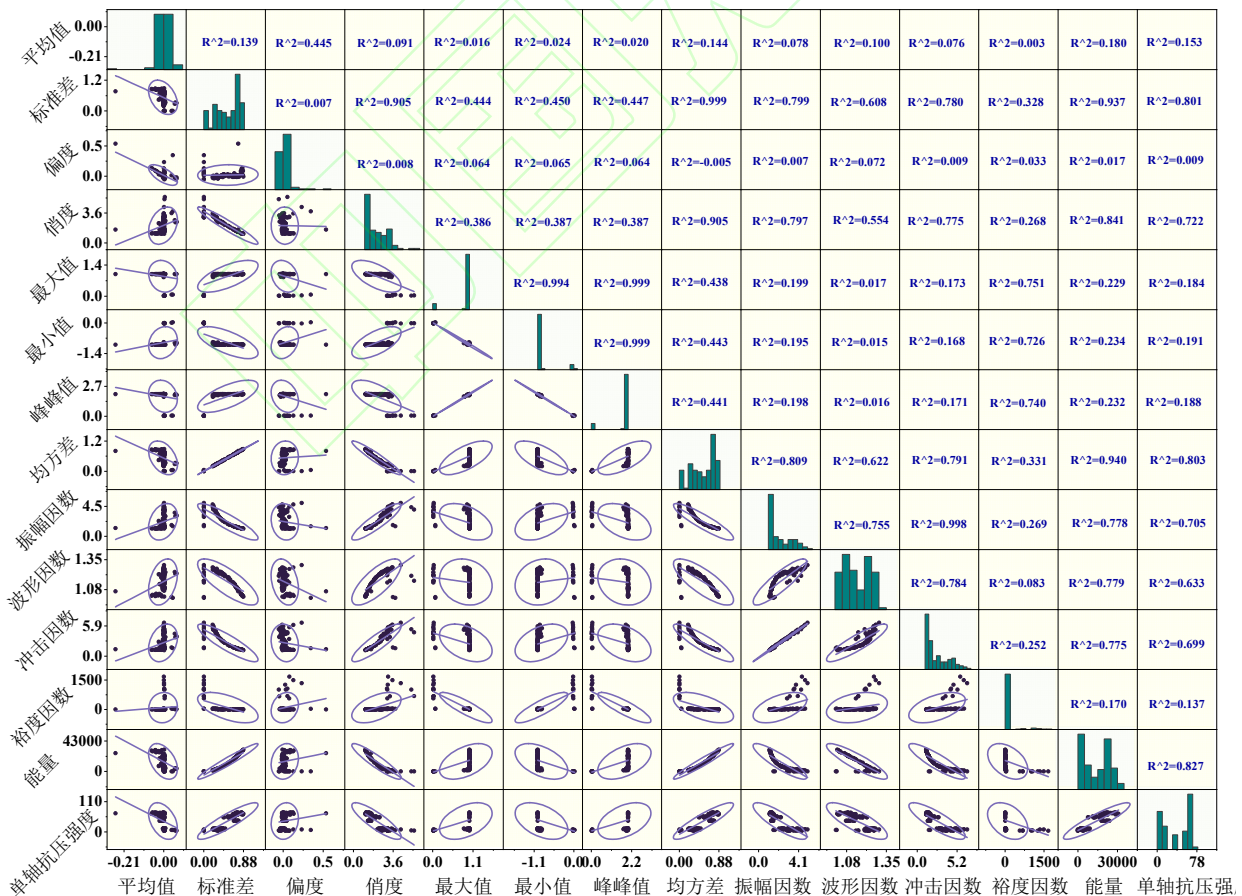 平均值 0.00 -0.21 R^2=0.139 R^2=0.445 R^2=0.091 R^2=0.016 R^2=0.024 R^2=0.020 R^2=0.144 R^2=0.078 R^2=0.100 R^2=0.076 R^2=0.003 R^2=0.180 R^2=0.153
标准差 1.2 0.0 R^2=0.007 R^2=0.905 R^2=0.444 R^2=0.450 R^2=0.447 R^2=0.999 R^2=0.799 R^2=0.608 R^2=0.780 R^2=0.328 R^2=0.937 R^2=0.801
偏度 0.5 0.0 R^2=0.008 R^2=0.064 R^2=0.065 R^2=0.064 R^2=-0.005 R^2=0.007 R^2=0.072 R^2=0.009 R^2=0.033 R^2=0.017 R^2=0.009
俏度 3.6 0.0 R^2=0.386 R^2=0.387 R^2=0.387 R^2=0.905 R^2=0.797 R^2=0.554 R^2=0.775 R^2=0.268 R^2=0.841 R^2=0.722
最大值 1.4 0.0 R^2=0.994 R^2=0.999 R^2=0.438 R^2=0.199 R^2=0.017 R^2=0.173 R^2=0.751 R^2=0.229 R^2=0.184
最小值 0.0 -1.4 R^2=0.999 R^2=0.443 R^2=0.195 R^2=0.015 R^2=0.168 R^2=0.726 R^2=0.234 R^2=0.191
峰峰值 2.7 0.0 R^2=0.441 R^2=0.198 R^2=0.016 R^2=0.171 R^2=0.740 R^2=0.232 R^2=0.188
均方差 1.2 0.0 R^2=0.809 R^2=0.622 R^2=0.791 R^2=0.331 R^2=0.940 R^2=0.803
振幅因数 4.5 0.0 R^2=0.755 R^2=0.998 R^2=0.269 R^2=0.778 R^2=0.705
波形因数 1.35 1.08 R^2=0.784 R^2=0.083 R^2=0.779 R^2=0.633
冲击因数 5.9 0.0 R^2=0.252 R^2=0.775 R^2=0.699
裕度因数 1500 0 R^2=0.170 R^2=0.137
能量 43000 0 R^2=0.827
单轴抗压强度 110 0
-0.21 0.00 0.00 0.88 0.0 0.5 0.0 3.6 0.0 1.1 -1.1 0.0 0.0 2.2 0.00 0.88 0.0 4.1 1.08 1.35 0.0 5.2 0 1500 0 30000 0 78
平均值 标准差 偏度 俏度 最大值 最小值 峰峰值 均方差 振幅因数 波形因数 冲击因数 裕度因数 能量 单轴抗压强